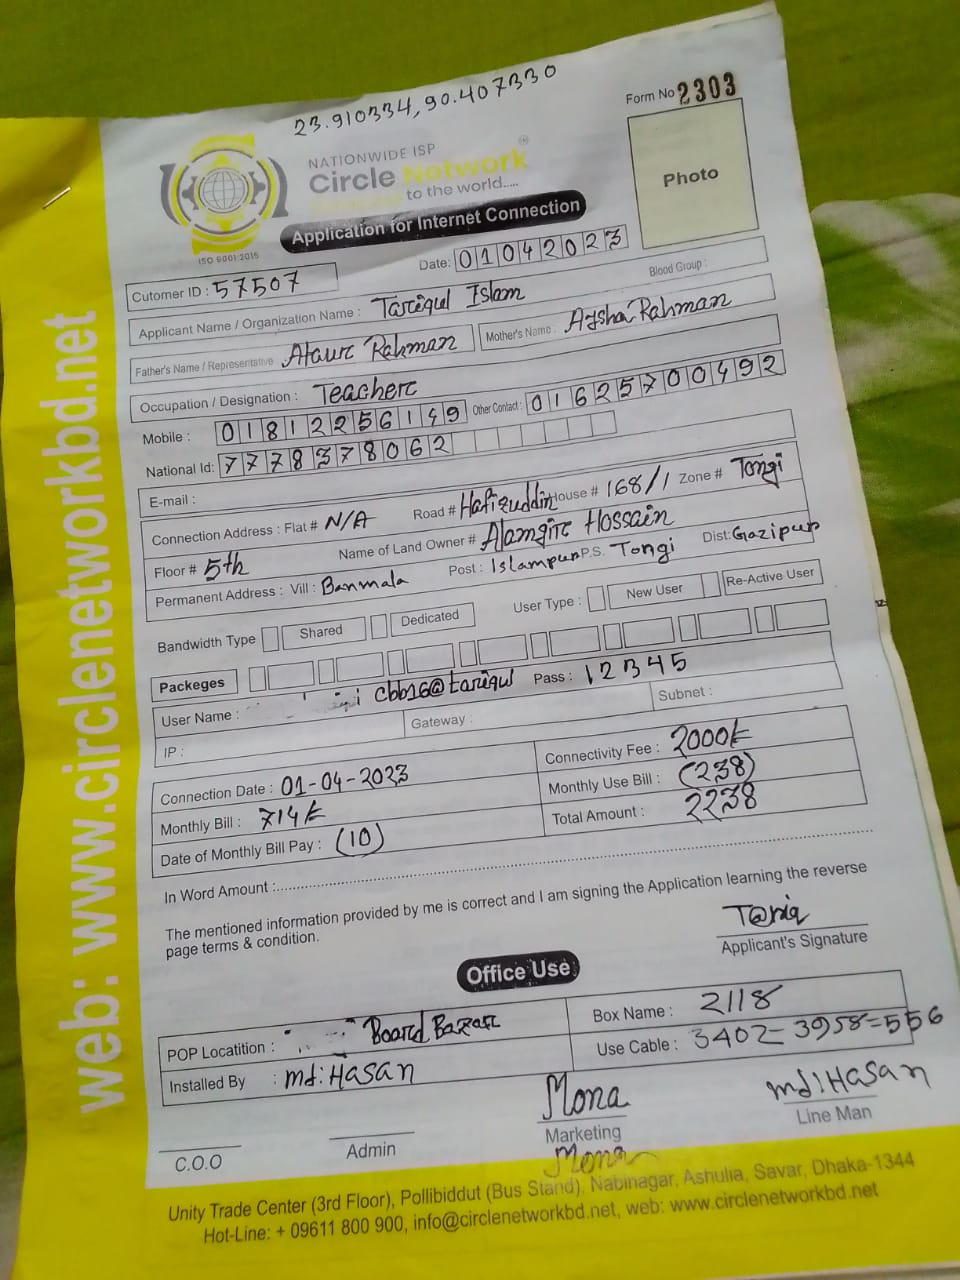 23.910334, 90.407330
Form No 2303
NATIONWIDE ISP
Circle Network ®
to the world.....
Photo
ISO 9001:2015
Application for Internet Connection
Cutomer ID : 57507 Date: 01042023
Applicant Name / Organization Name : Tareiqul Islam Blood Group :
Father's Name / Representative Ataur Rahman Mother's Name : Aysha Rahman
Occupation / Designation : Teacher
Mobile : 01812256149 Other Contact : 01625700492
National Id: 7778378062
E-mail :
Connection Address : Flat # N/A Road # Hafizuddin House # 168/1 Zone # Tongi
Floor # 5th Name of Land Owner # Alamgir Hossain
Permanent Address : Vill : Banmala Post : Islampur P.S. Tongi Dist: Gazipur
Bandwidth Type Shared Dedicated User Type : New User Re-Active User
Packeges
User Name : cbb16@tariqul Pass : 12345
IP : Gateway : Subnet :
Connection Date : 01-04-2023 Connectivity Fee : 2000tk
Monthly Bill : 714tk Monthly Use Bill : (238)
Date of Monthly Bill Pay : (10) Total Amount : 2238
In Word Amount :
The mentioned information provided by me is correct and I am signing the Application learning the reverse
page terms & condition.
Tariq
Applicant's Signature
Office Use
POP Locatition : Board Bazar Box Name : 2118
Installed By : md: Hasan Use Cable : 3402-3958=556
Mona md: Hasan
C.O.O Admin Marketing Line Man
Mona
Unity Trade Center (3rd Floor), Pollibiddut (Bus Stand), Nabinagar, Ashulia, Savar, Dhaka-1344
Hot-Line: + 09611 800 900, info@circlenetworkbd.net, web: www.circlenetworkbd.net
web: www.circlenetworkbd.net